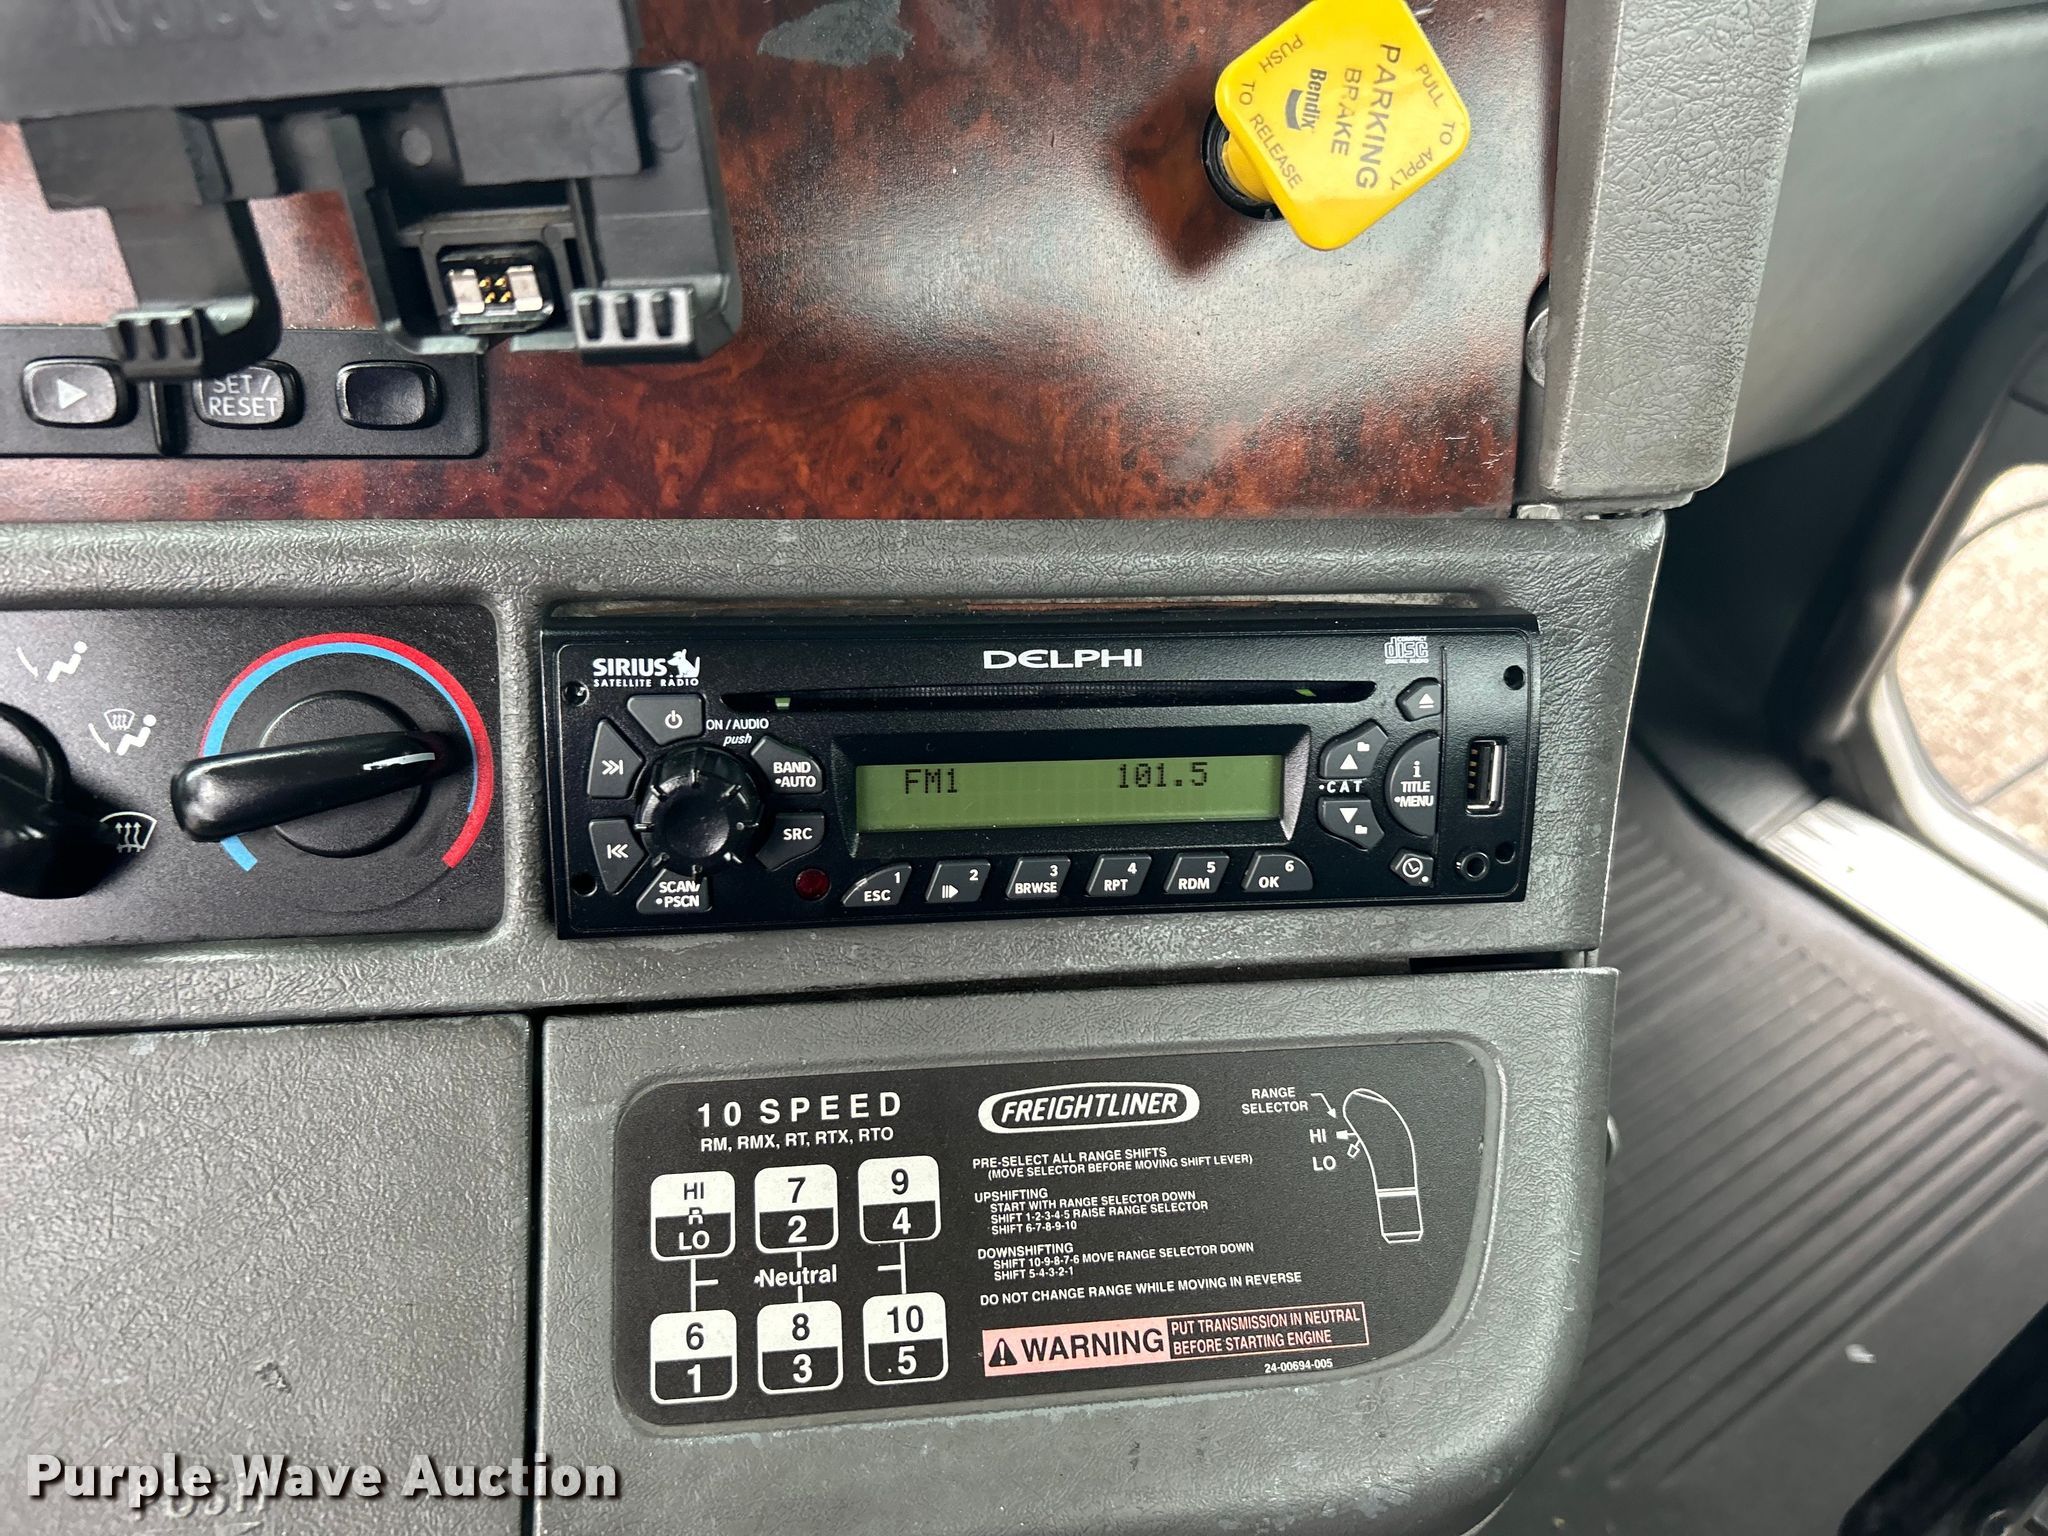 PULL TO APPLY
PARKING
BRAKE
Bendix
PUSH TO RELEASE
SET /
RESET
SIRIUS
SATELLITE RADIO
DELPHI
COMPACT
disc
DIGITAL AUDIO
ON / AUDIO
push
BAND
•AUTO
SRC
SCAN/
•PSCN
FM1 101.5
•CAT
i
TITLE
•MENU
1
ESC
2
3
BRWSE
4
RPT
5
RDM
6
OK
10 SPEED
RM, RMX, RT, RTX, RTO
HI
R
LO
7
2
9
4
Neutral
6
1
8
3
10
5
FREIGHTLINER
PRE-SELECT ALL RANGE SHIFTS
(MOVE SELECTOR BEFORE MOVING SHIFT LEVER)
UPSHIFTING
START WITH RANGE SELECTOR DOWN
SHIFT 1-2-3-4-5 RAISE RANGE SELECTOR
SHIFT 6-7-8-9-10
DOWNSHIFTING
SHIFT 10-9-8-7-6 MOVE RANGE SELECTOR DOWN
SHIFT 5-4-3-2-1
DO NOT CHANGE RANGE WHILE MOVING IN REVERSE
RANGE
SELECTOR
HI
LO
WARNING
PUT TRANSMISSION IN NEUTRAL
BEFORE STARTING ENGINE
24-00694-005
PUSH
Purple Wave Auction